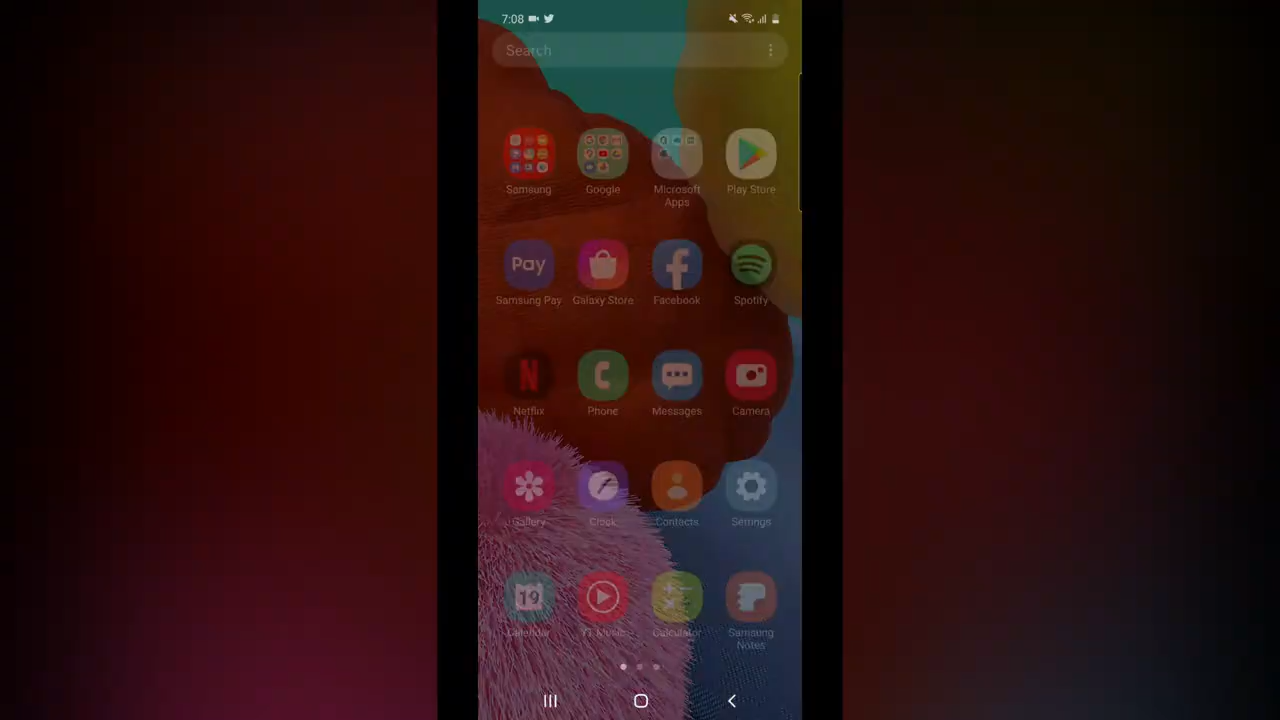 7:08
Search
Samsung
Google
Microsoft
Apps
Play Store
Pay
Samsung Pay
Galaxy Store
Facebook
Spotify
N
Netflix
Phone
Messages
Camera
Gallery
Clock
Contacts
Settings
19
Calendar
YT Music
Calculator
Samsung
Notes